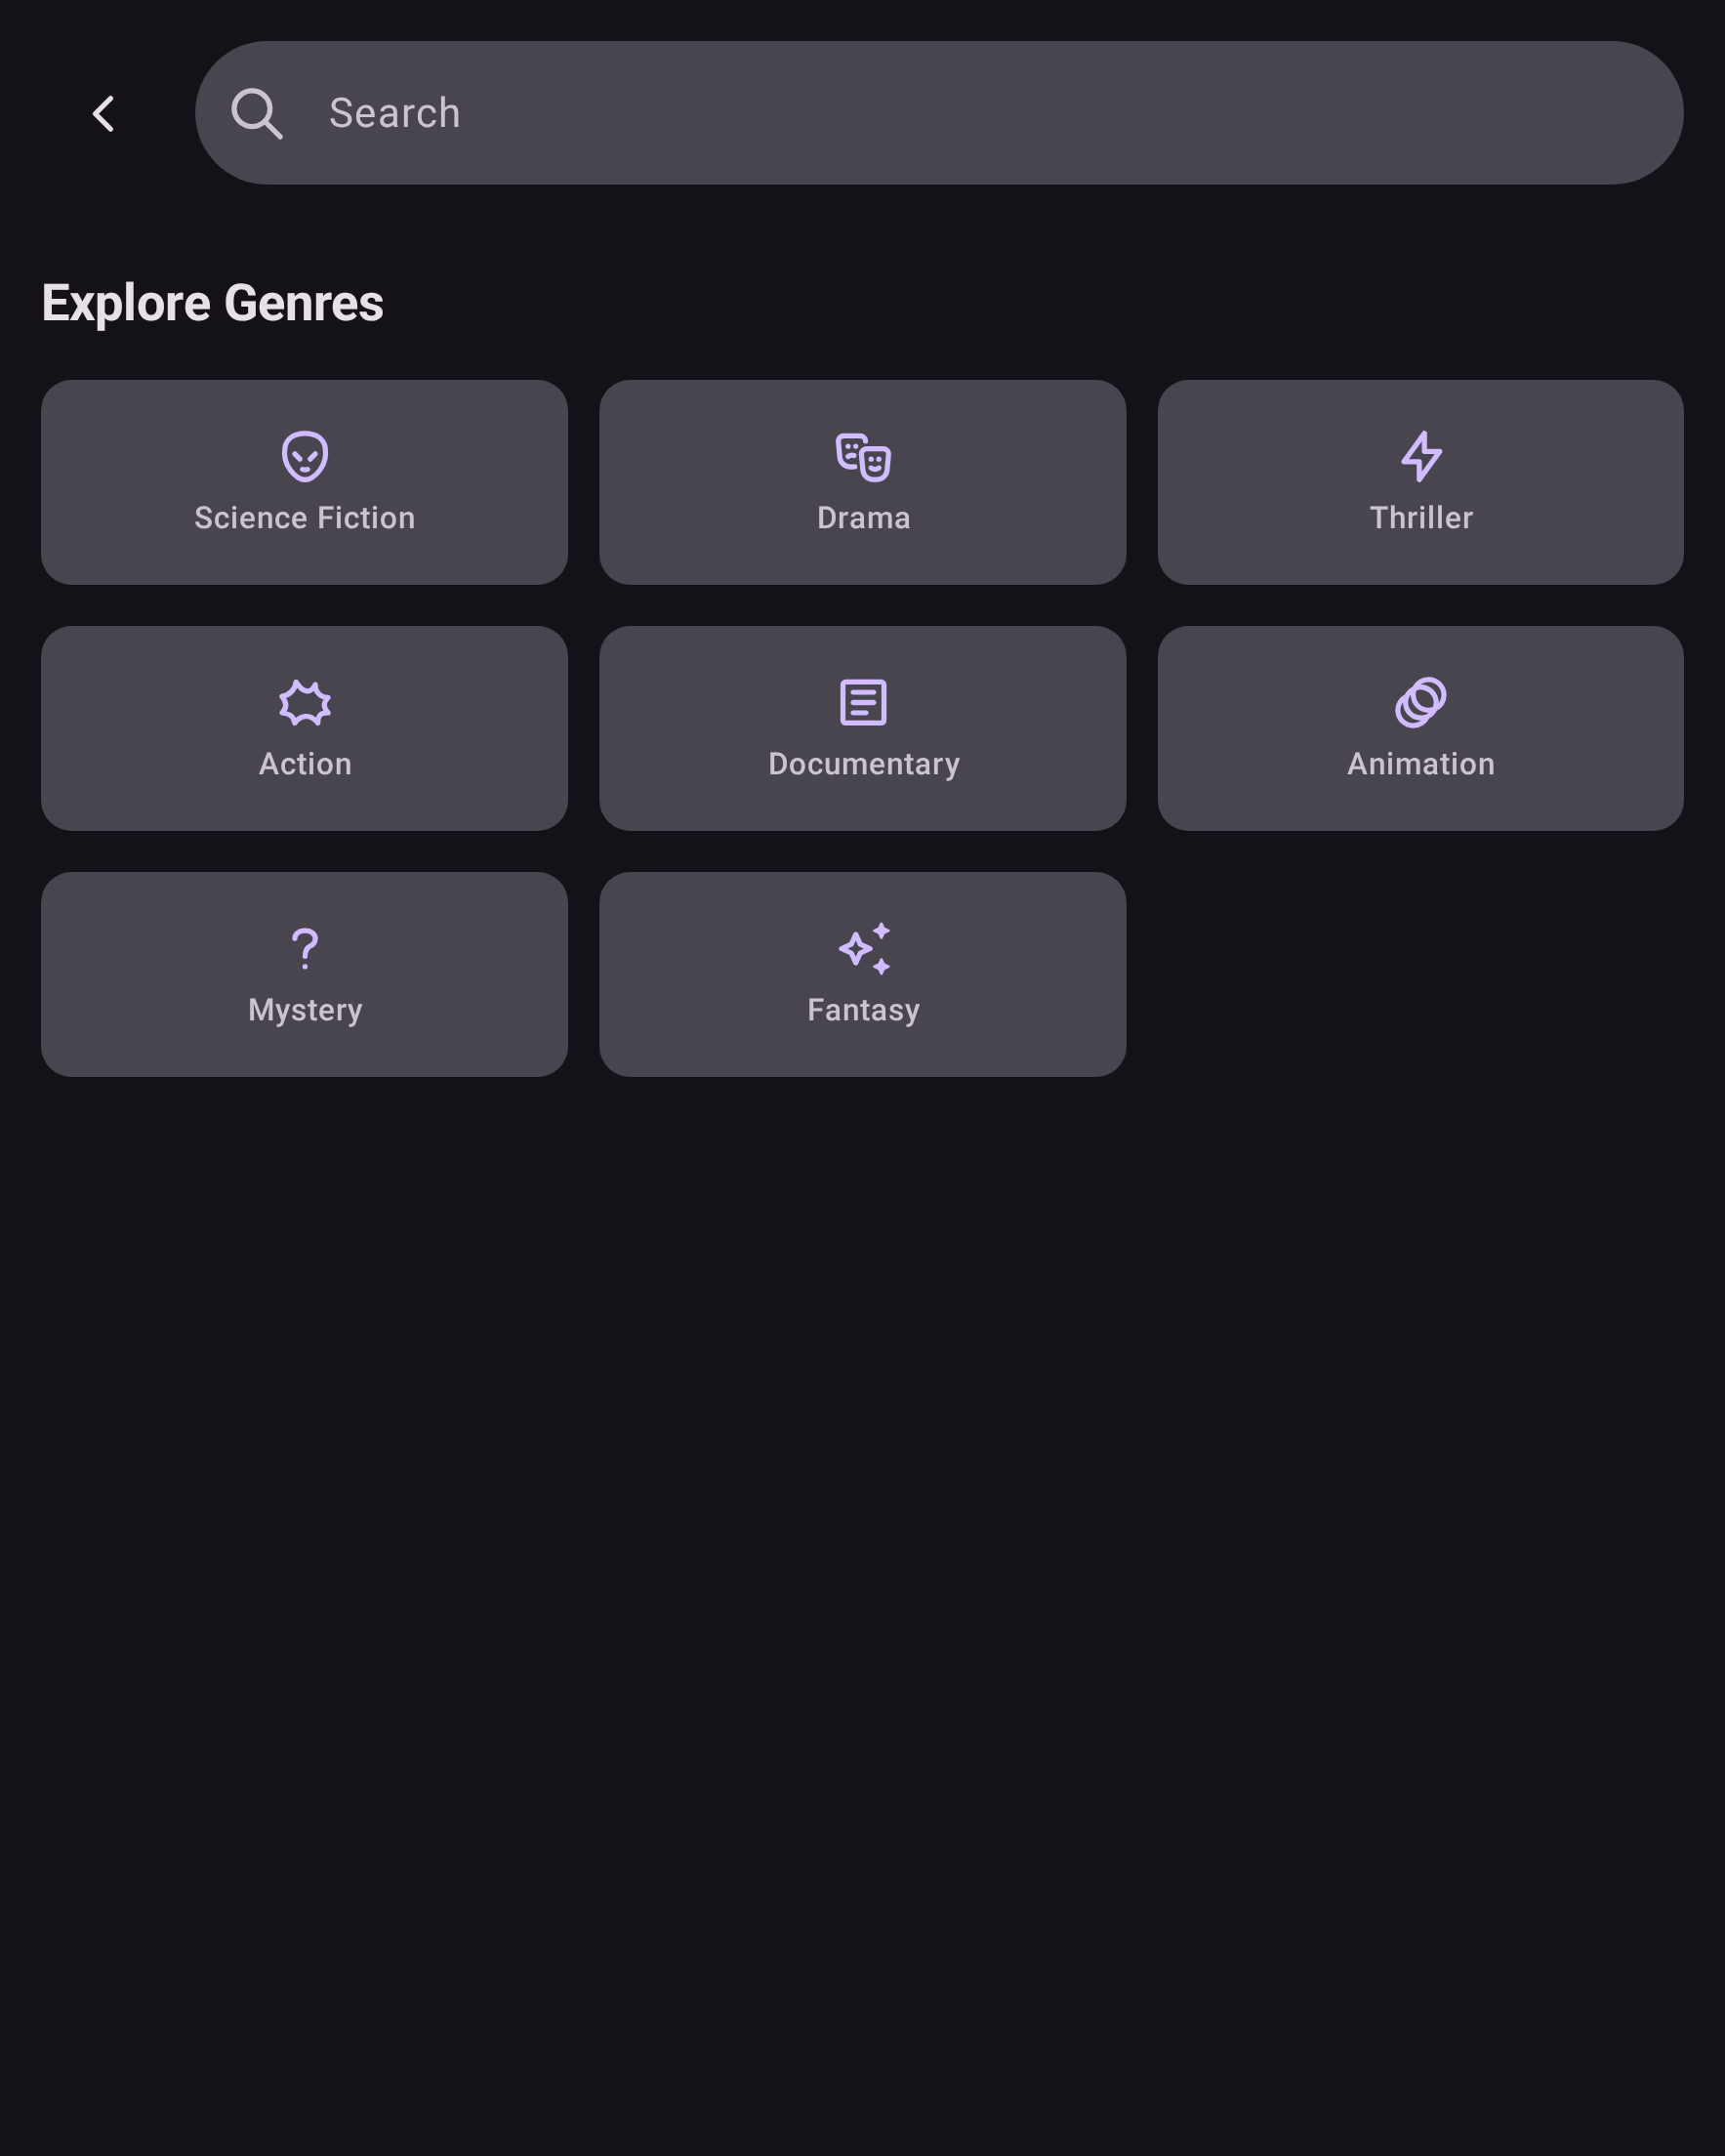 Search
Explore Genres
Science Fiction
Drama
Thriller
Action
Documentary
Animation
Mystery
Fantasy